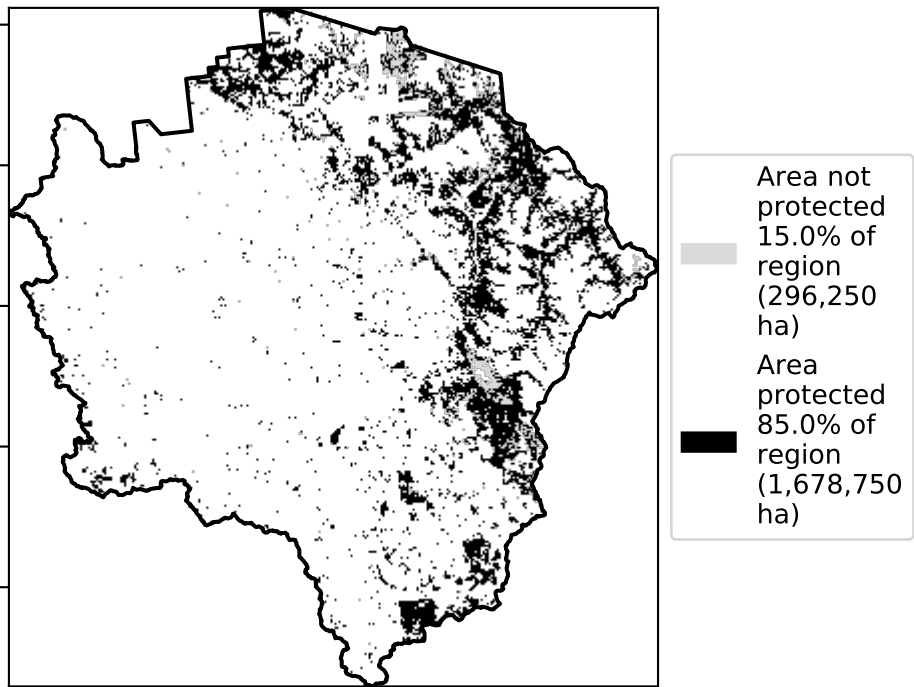 Area not
protected
15.0% of
region
(296,250
ha)
Area
protected
85.0% of
region
(1,678,750
ha)